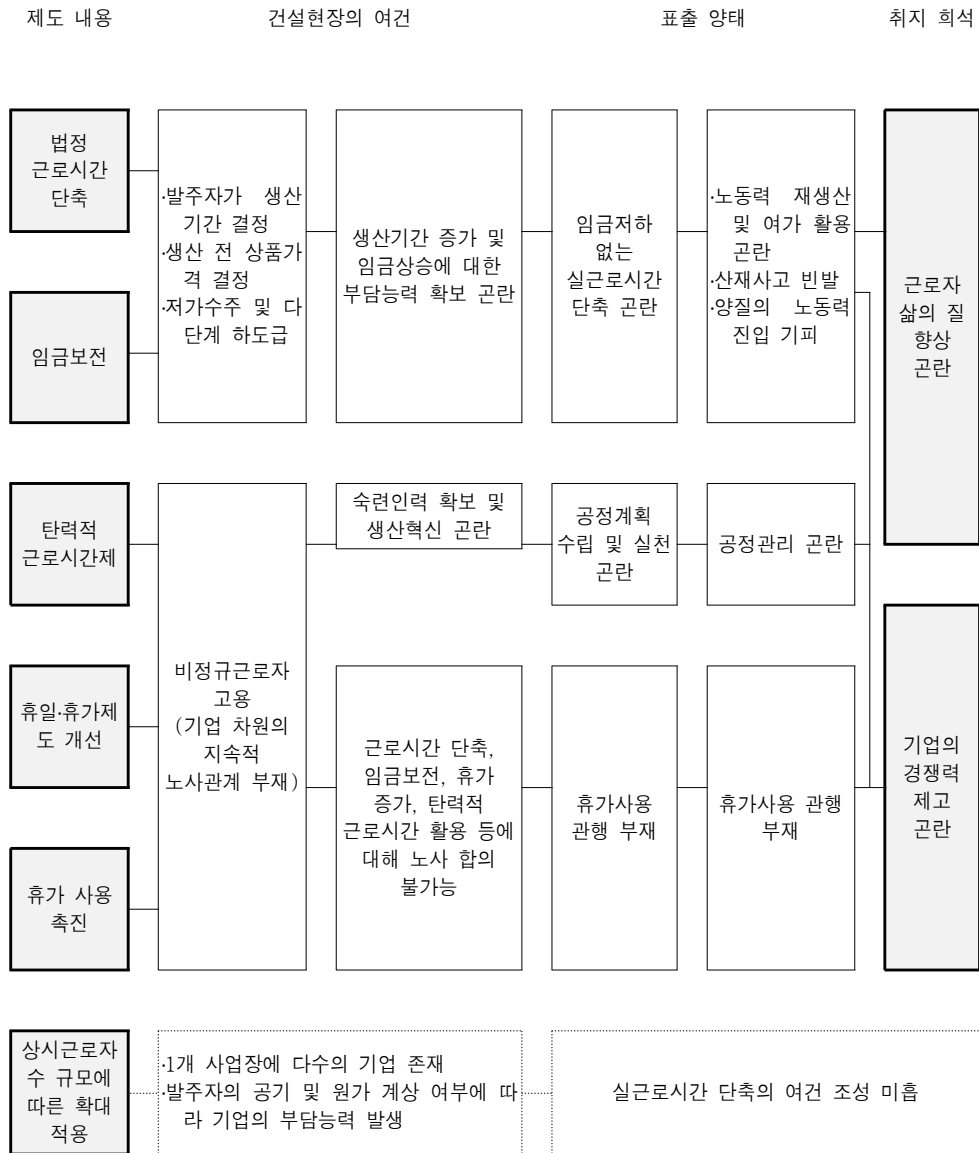 제도 내용 건설현장의 여건 표출 양태 취지 희석
법정
근로시간
단축
임금보전
·발주자가 생산
기간 결정
·생산 전 상품가
격 결정
·저가수주 및 다
단계 하도급
생산기간 증가 및
임금상승에 대한
부담능력 확보 곤란
임금저하
없는
실근로시간
단축 곤란
·노동력 재생산
및 여가 활용
곤란
·산재사고 빈발
·양질의 노동력
진입 기피
근로자
삶의 질
향상
곤란
탄력적
근로시간제
휴일·휴가제
도 개선
휴가 사용
촉진
비정규근로자
고용
(기업 차원의
지속적
노사관계 부재)
숙련인력 확보 및
생산혁신 곤란
공정계획
수립 및 실천
곤란
공정관리 곤란
근로시간 단축,
임금보전, 휴가
증가, 탄력적
근로시간 활용 등에
대해 노사 합의
불가능
휴가사용
관행 부재
휴가사용 관행
부재
기업의
경쟁력
제고
곤란
상시근로자
수 규모에
따른 확대
적용
·1개 사업장에 다수의 기업 존재
·발주자의 공기 및 원가 계상 여부에 따
라 기업의 부담능력 발생
실근로시간 단축의 여건 조성 미흡